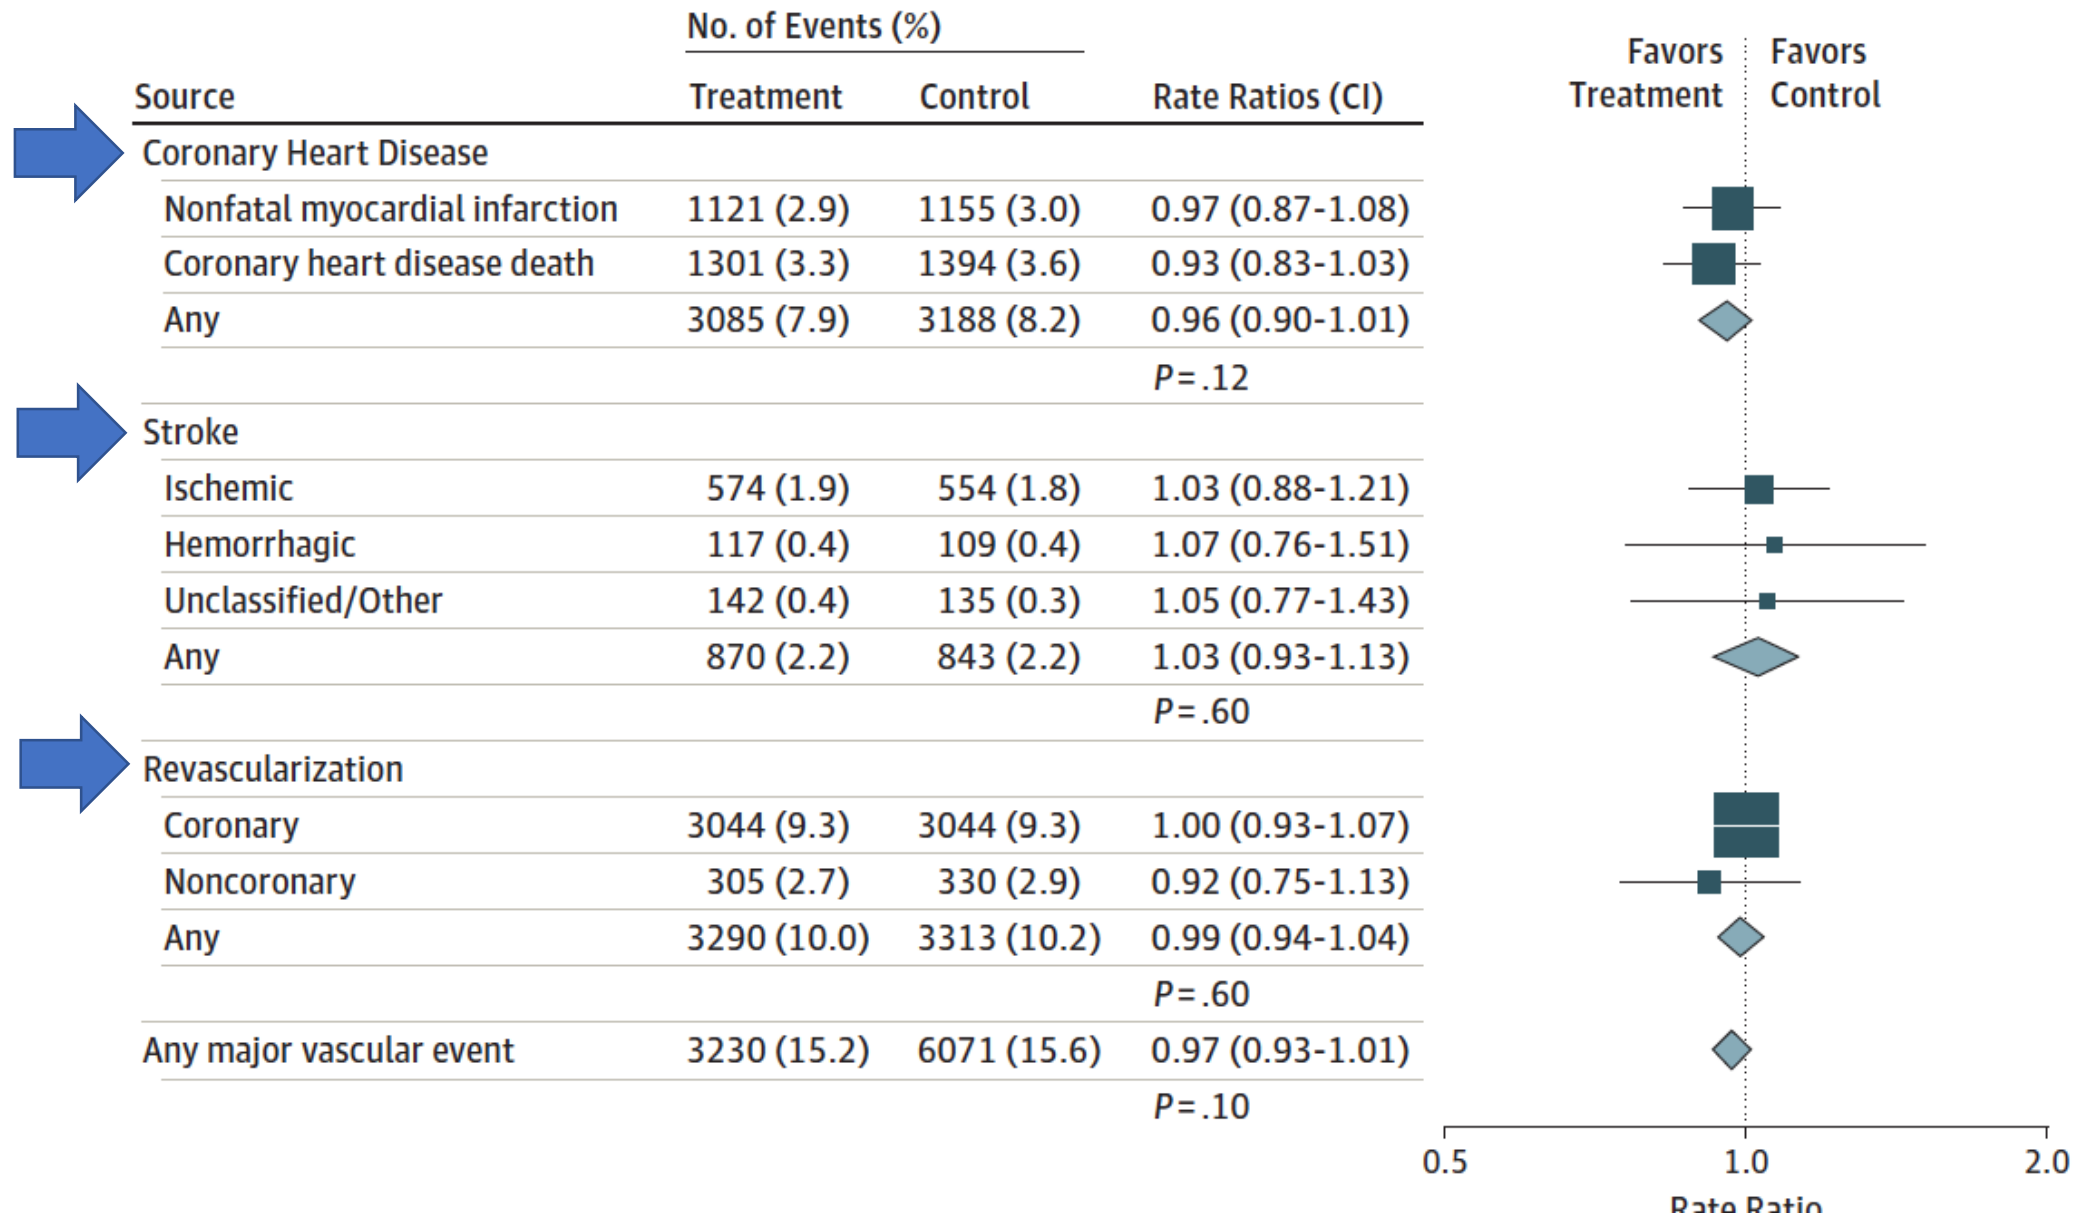 No. of Events (%)
Favors Treatment Favors Control
Source Treatment Control Rate Ratios (CI)
Coronary Heart Disease
Nonfatal myocardial infarction 1121 (2.9) 1155 (3.0) 0.97 (0.87-1.08)
Coronary heart disease death 1301 (3.3) 1394 (3.6) 0.93 (0.83-1.03)
Any 3085 (7.9) 3188 (8.2) 0.96 (0.90-1.01)
P = .12
Stroke
Ischemic 574 (1.9) 554 (1.8) 1.03 (0.88-1.21)
Hemorrhagic 117 (0.4) 109 (0.4) 1.07 (0.76-1.51)
Unclassified/Other 142 (0.4) 135 (0.3) 1.05 (0.77-1.43)
Any 870 (2.2) 843 (2.2) 1.03 (0.93-1.13)
P = .60
Revascularization
Coronary 3044 (9.3) 3044 (9.3) 1.00 (0.93-1.07)
Noncoronary 305 (2.7) 330 (2.9) 0.92 (0.75-1.13)
Any 3290 (10.0) 3313 (10.2) 0.99 (0.94-1.04)
P = .60
Any major vascular event 3230 (15.2) 6071 (15.6) 0.97 (0.93-1.01)
P = .10
0.5 1.0 2.0
Rate Ratio